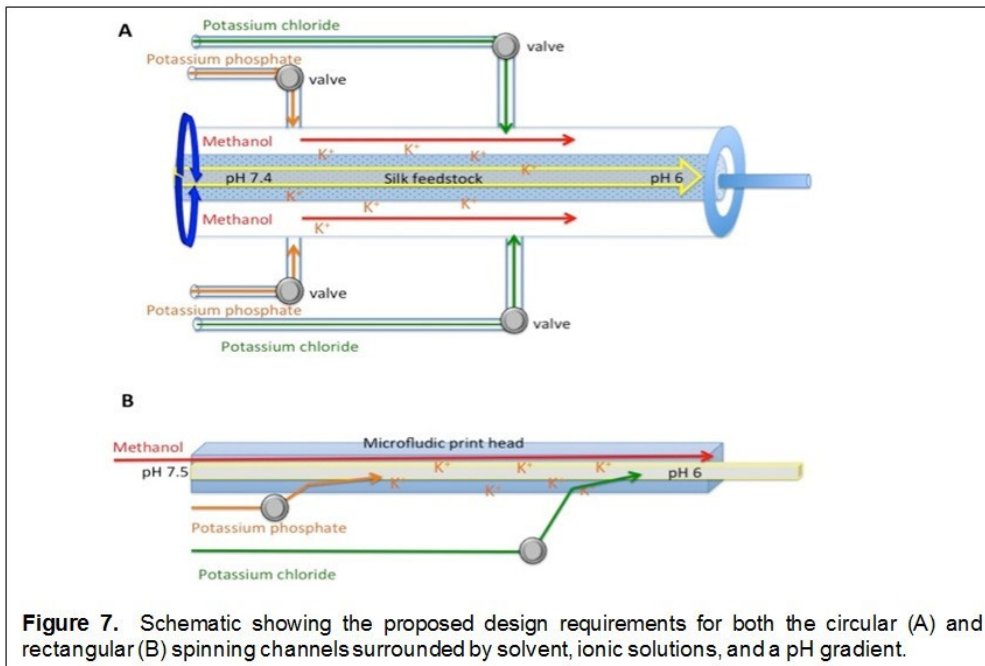 A
Potassium chloride
valve
Potassium phosphate
valve
Methanol
K⁺ K⁺ K⁺ K⁺
pH 7.4 Silk feedstock pH 6
K⁺ K⁺ K⁺
Methanol
K⁺
valve
Potassium phosphate
valve
Potassium chloride
B
Microfludic print head
Methanol
K⁺ K⁺ K⁺
pH 7.5 pH 6
K⁺ K⁺ K⁺ K
Potassium phosphate
Potassium chloride
Figure 7. Schematic showing the proposed design requirements for both the circular (A) and
rectangular (B) spinning channels surrounded by solvent, ionic solutions, and a pH gradient.